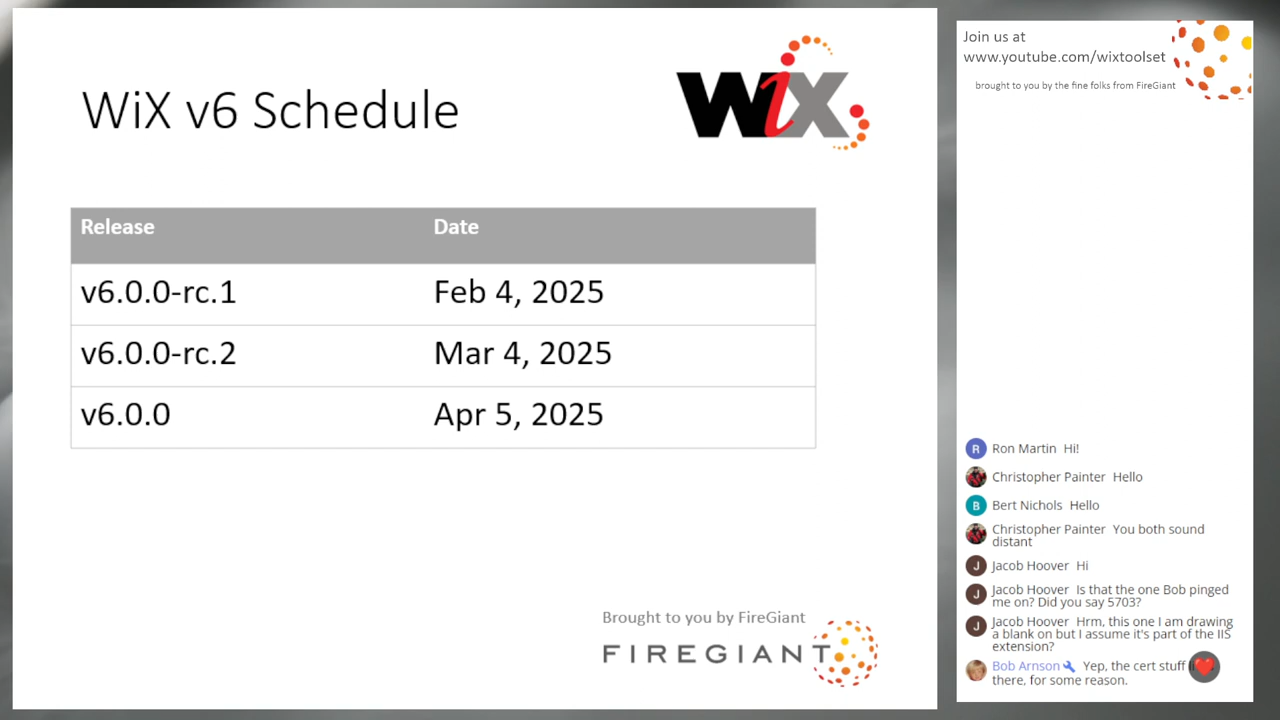 WiX v6 Schedule
WiX
Release Date
v6.0.0-rc.1 Feb 4, 2025
v6.0.0-rc.2 Mar 4, 2025
v6.0.0 Apr 5, 2025
Brought to you by FireGiant
FIREGIANT
Join us at
www.youtube.com/wixtoolset
brought to you by the fine folks from FireGiant
R Ron Martin Hi!
Christopher Painter Hello
B Bert Nichols Hello
Christopher Painter You both sound
distant
J Jacob Hoover Hi
J Jacob Hoover Is that the one Bob pinged
me on? Did you say 5703?
J Jacob Hoover Hrm, this one I am drawing
a blank on but I assume it's part of the IIS
extension?
Bob Arnson Yep, the cert stuff
there, for some reason.